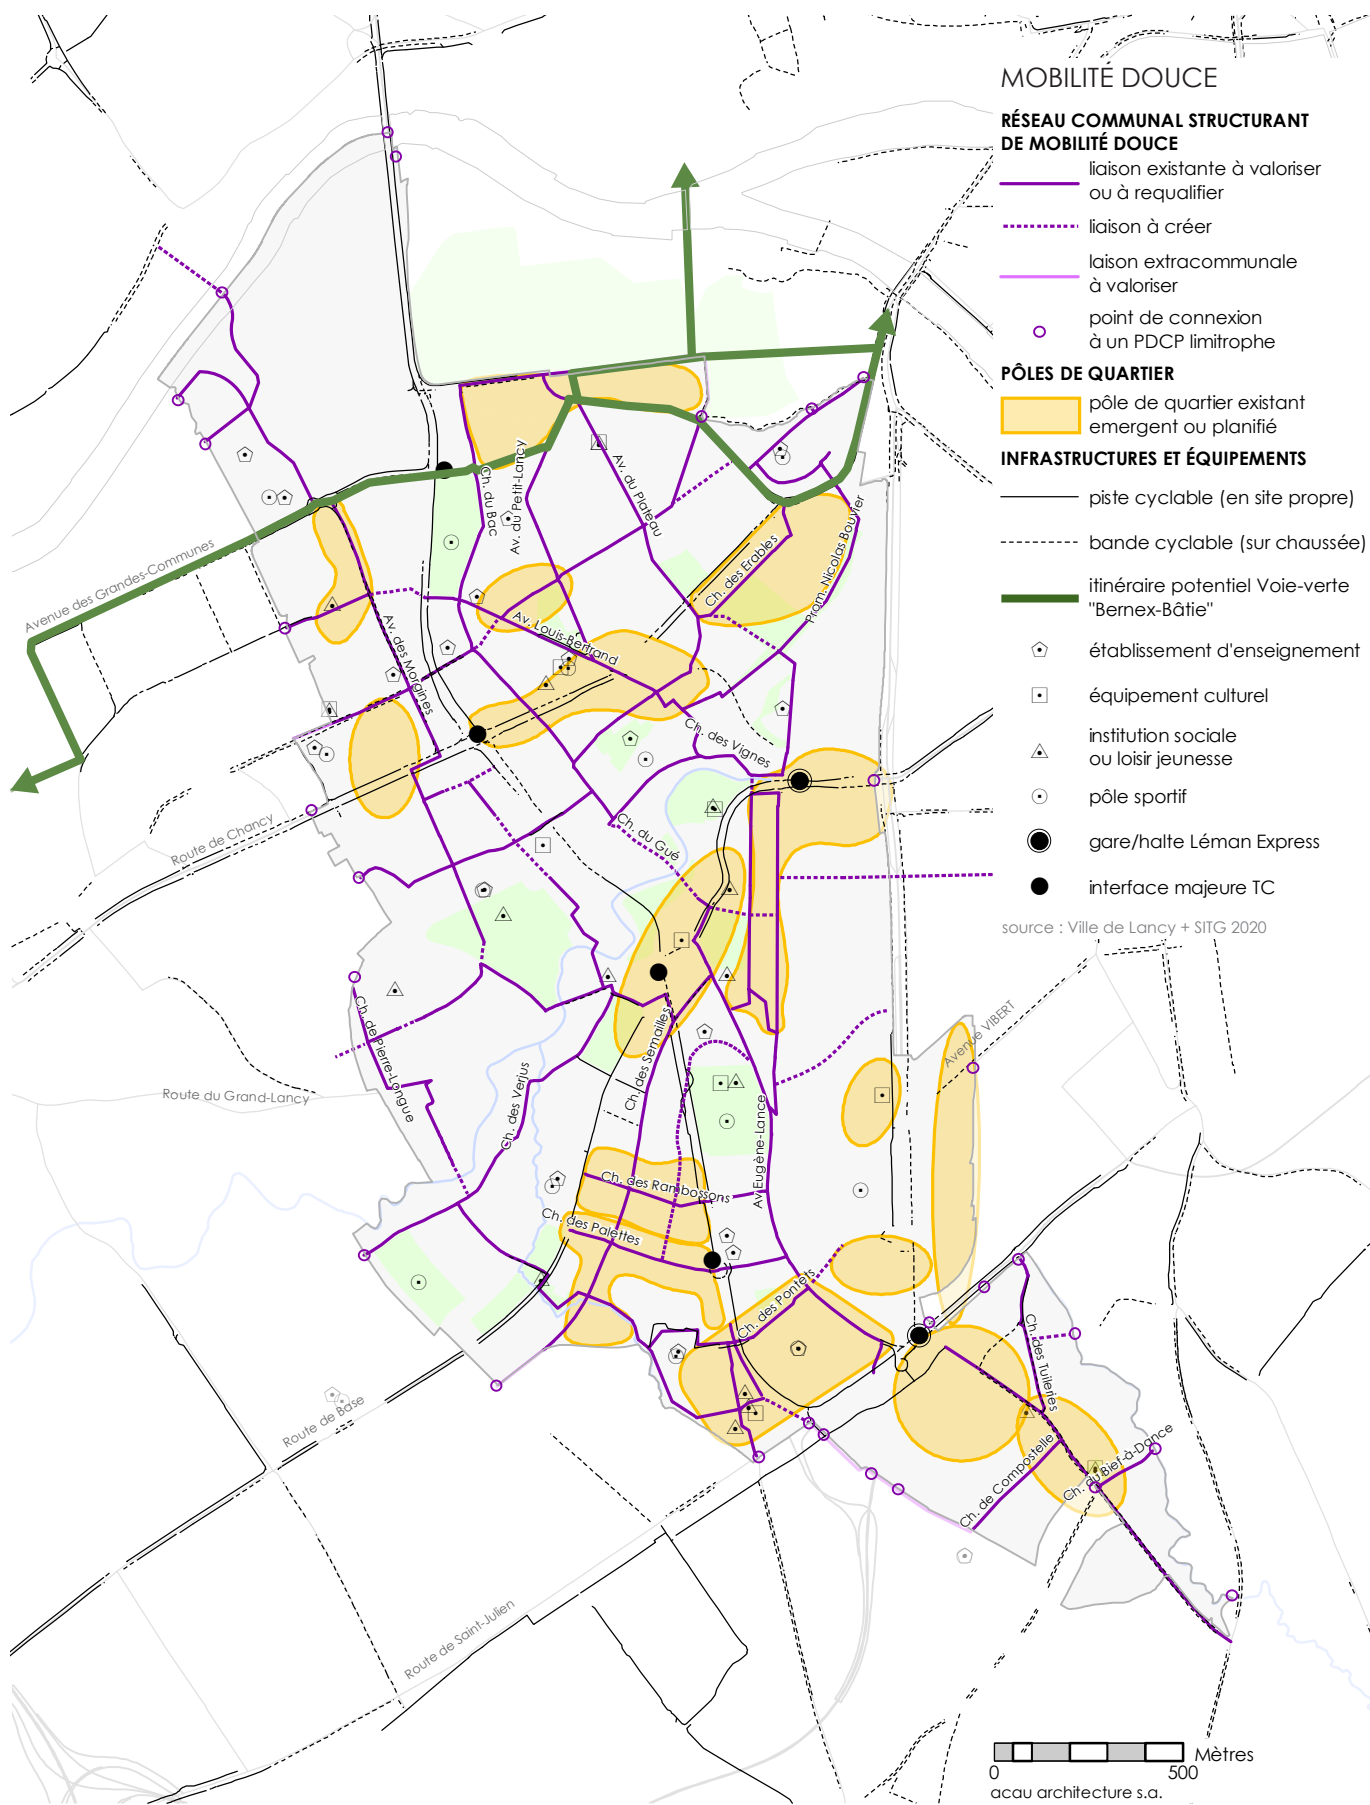 MOBILITÉ DOUCE
RÉSEAU COMMUNAL STRUCTURANT
DE MOBILITÉ DOUCE
liaison existante à valoriser
ou à requalifier
liaison à créer
laison extracommunale
à valoriser
point de connexion
à un PDCP limitrophe
PÔLES DE QUARTIER
pôle de quartier existant
emergent ou planifié
INFRASTRUCTURES ET ÉQUIPEMENTS
piste cyclable (en site propre)
bande cyclable (sur chaussée)
itinéraire potentiel Voie-verte
"Bernex-Bâtie"
établissement d'enseignement
équipement culturel
institution sociale
ou loisir jeunesse
pôle sportif
gare/halte Léman Express
interface majeure TC
source : Ville de Lancy + SITG 2020
Avenue des Grandes-Communes
Ch. du Bac
Av. du Petit-Lancy
Av. du Plateau
Ch. des Erables
Prom. Nicolas Bouvier
Av. Louis-Bertrand
Av. des Morgines
Ch. des Vignes
Route de Chancy
Ch. du Gué
Ch. de Pierre-Longue
Ch. des Semailles
Avenue VIBERT
Route du Grand-Lancy
Ch. des Verjus
Av. Eugène-Lance
Ch. des Rambossons
Ch. des Palettes
Ch. des Pontets
Ch. des Tuileries
Route de Base
Ch. de Compostelle
Ch. du Bief-à-Dance
Route de Saint-Julien
Mètres
0 500
acau architecture s.a.